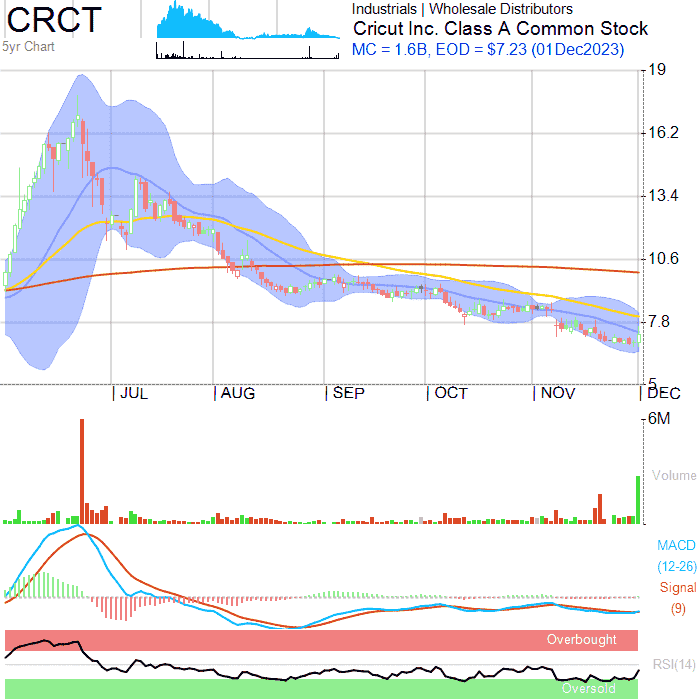 CRCT
5yr Chart
Industrials | Wholesale Distributors
Cricut Inc. Class A Common Stock
MC = 1.6B, EOD = $7.23 (01Dec2023)
19
16.2
13.4
10.6
7.8
5
JUL AUG SEP OCT NOV DEC
6M
Volume
MACD
(12-26)
Signal
(9)
Overbought
RSI(14)
Oversold